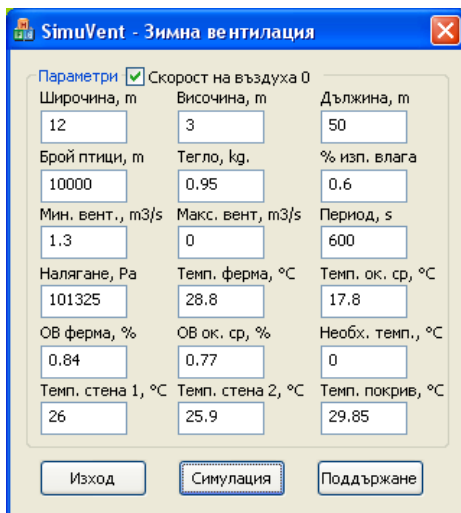 SimuVent - Зимна вентилация
Параметри Скорост на въздуха 0
Широчина, m Височина, m Дължина, m
12 3 50
Брой птици, m Тегло, kg. % изп. влага
10000 0.95 0.6
Мин. вент., m3/s Макс. вент, m3/s Период, s
1.3 0 600
Налягане, Pa Темп. ферма, °C Темп. ок. ср, °C
101325 28.8 17.8
ОВ ферма, % ОВ ок. ср, % Необх. темп., °C
0.84 0.77 0
Темп. стена 1, °C Темп. стена 2, °C Темп. покрив, °C
26 25.9 29.85
Изход Симулация Поддържане